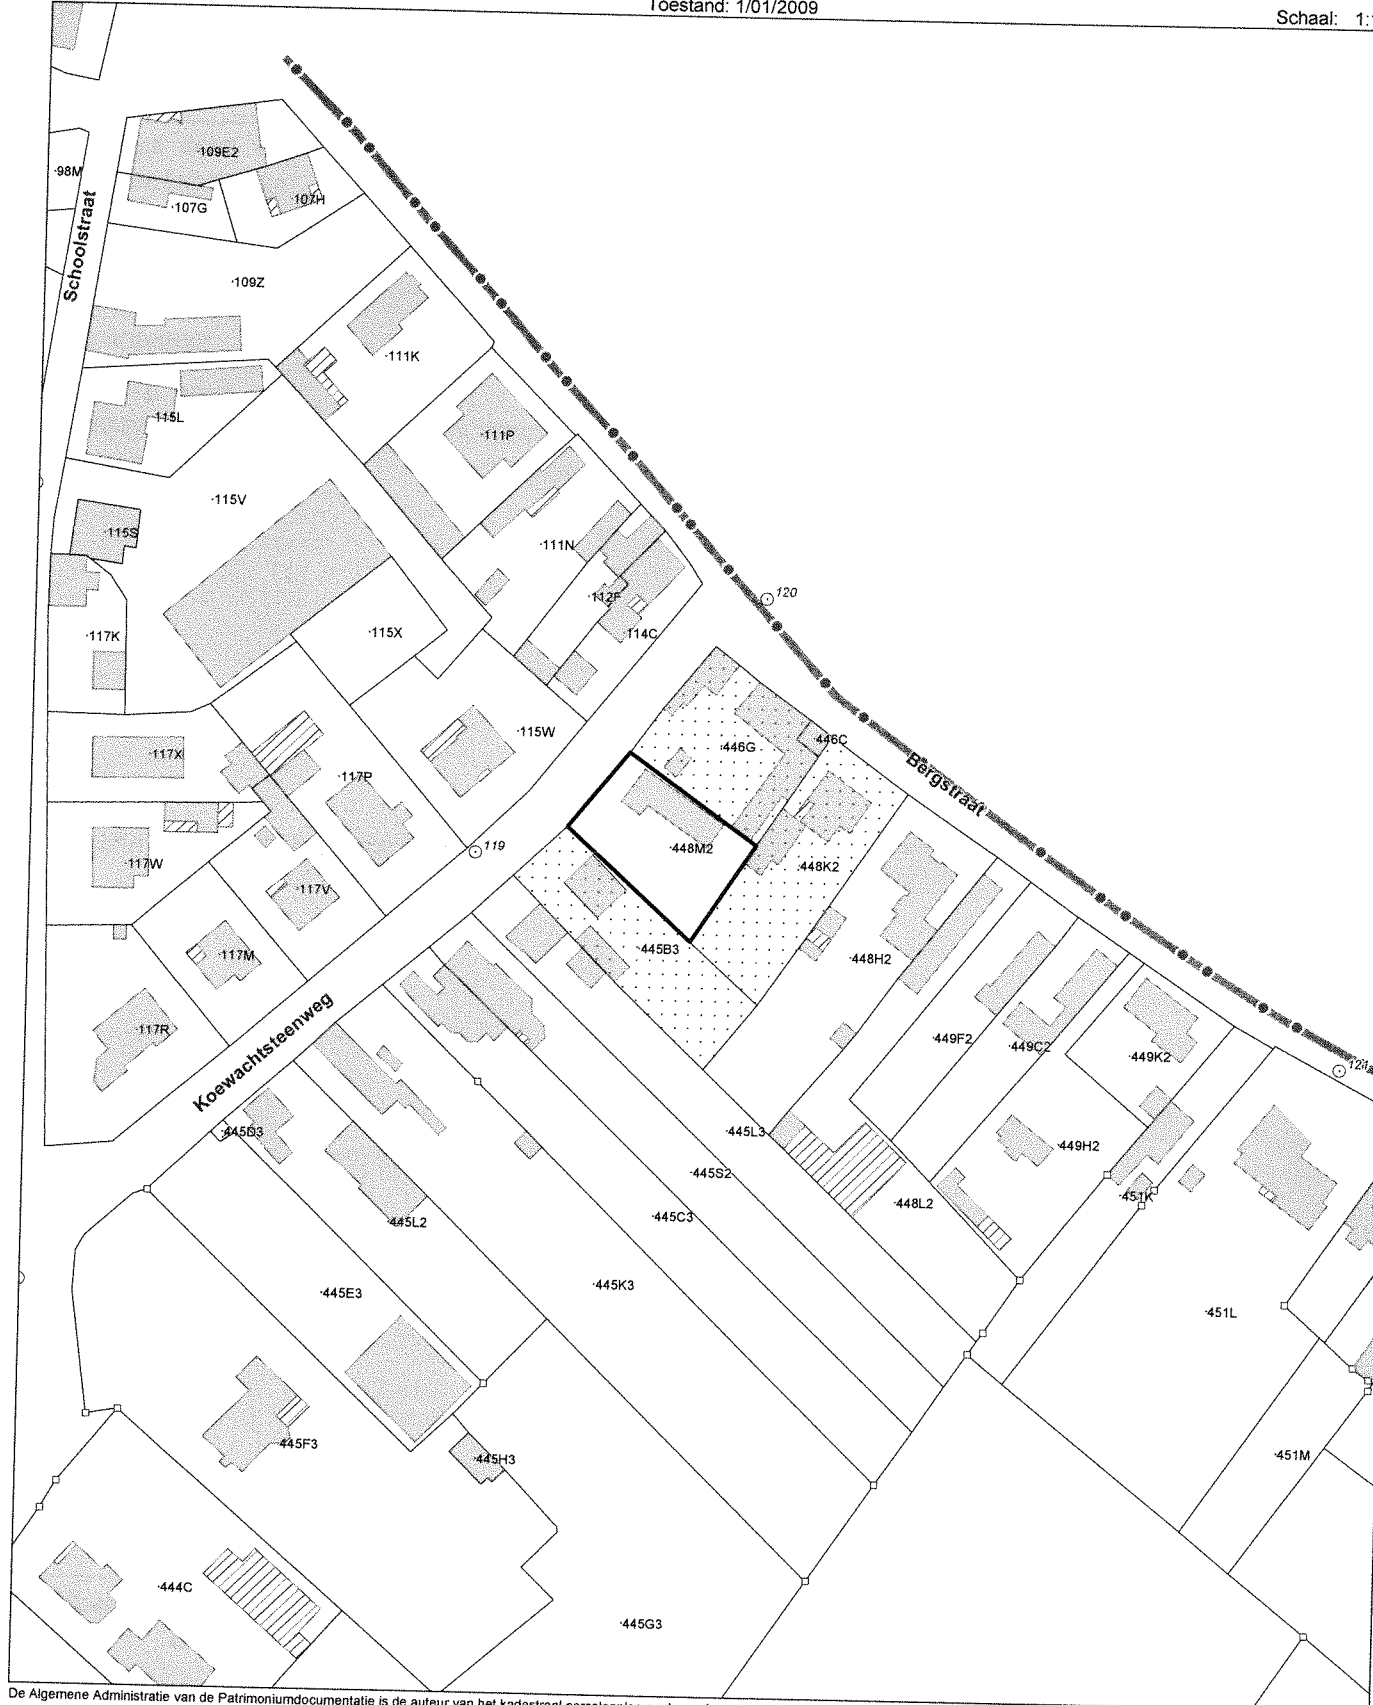 Toestand: 1/01/2009
Schaal: 1:
109E2
98M
107G
107H
Schoolstraat
109Z
111K
115L
111P
115V
115S
111N
112F
120
117K
115X
114C
115W
446G
446C
117X
117P
Bergstraat
119
448M2
117W
448K2
117V
445B3
117M
448H2
117R
449F2
449C2
449K2
Koewachtsteenweg
121
445D3
445L3
449H2
445S2
451K
448L2
445L2
445C3
445E3
445K3
451L
445F3
445H3
451M
444C
445G3
De Algemene Administratie van de Patrimoniumdocumentatie is de auteur van het kadastraal